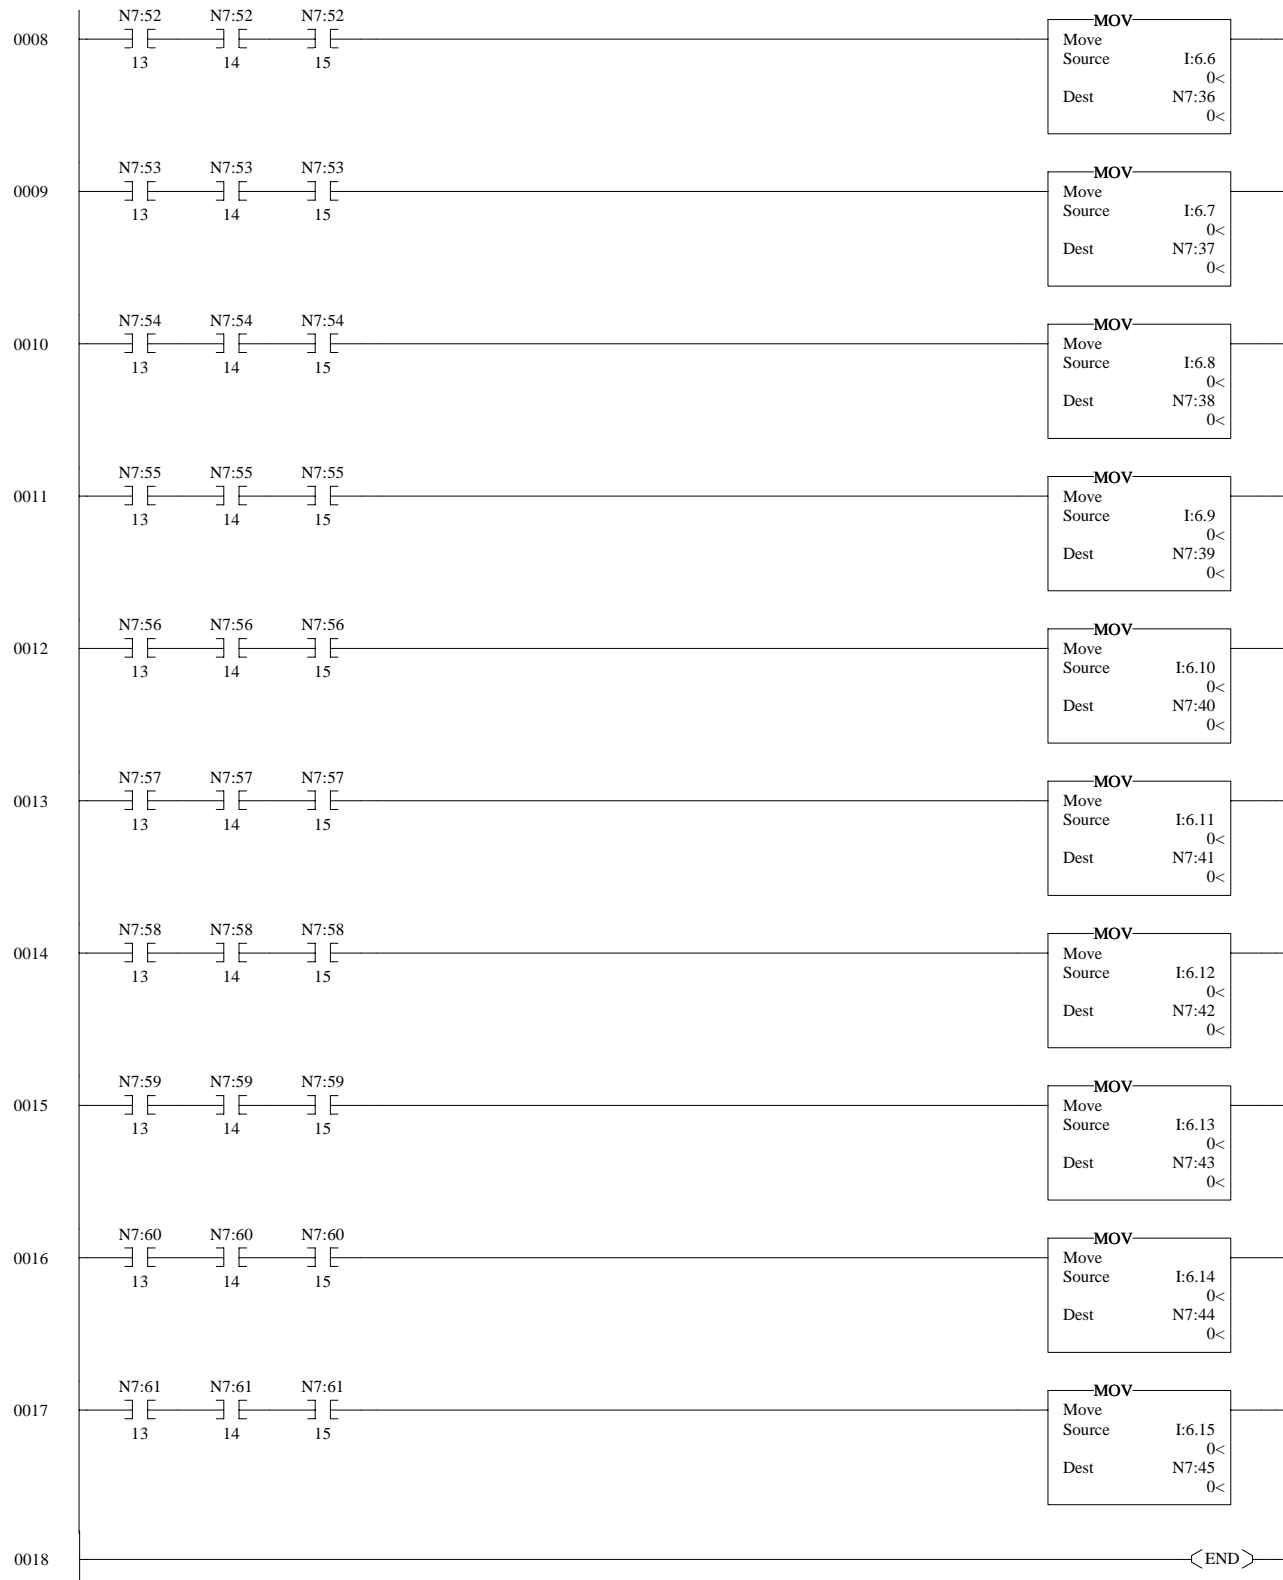 N7:52 N7:52 N7:52 MOV
0008 Move
13 14 15 Source I:6.6
0<
Dest N7:36
0<
N7:53 N7:53 N7:53 MOV
0009 Move
13 14 15 Source I:6.7
0<
Dest N7:37
0<
N7:54 N7:54 N7:54 MOV
0010 Move
13 14 15 Source I:6.8
0<
Dest N7:38
0<
N7:55 N7:55 N7:55 MOV
0011 Move
13 14 15 Source I:6.9
0<
Dest N7:39
0<
N7:56 N7:56 N7:56 MOV
0012 Move
13 14 15 Source I:6.10
0<
Dest N7:40
0<
N7:57 N7:57 N7:57 MOV
0013 Move
13 14 15 Source I:6.11
0<
Dest N7:41
0<
N7:58 N7:58 N7:58 MOV
0014 Move
13 14 15 Source I:6.12
0<
Dest N7:42
0<
N7:59 N7:59 N7:59 MOV
0015 Move
13 14 15 Source I:6.13
0<
Dest N7:43
0<
N7:60 N7:60 N7:60 MOV
0016 Move
13 14 15 Source I:6.14
0<
Dest N7:44
0<
N7:61 N7:61 N7:61 MOV
0017 Move
13 14 15 Source I:6.15
0<
Dest N7:45
0<
0018 END